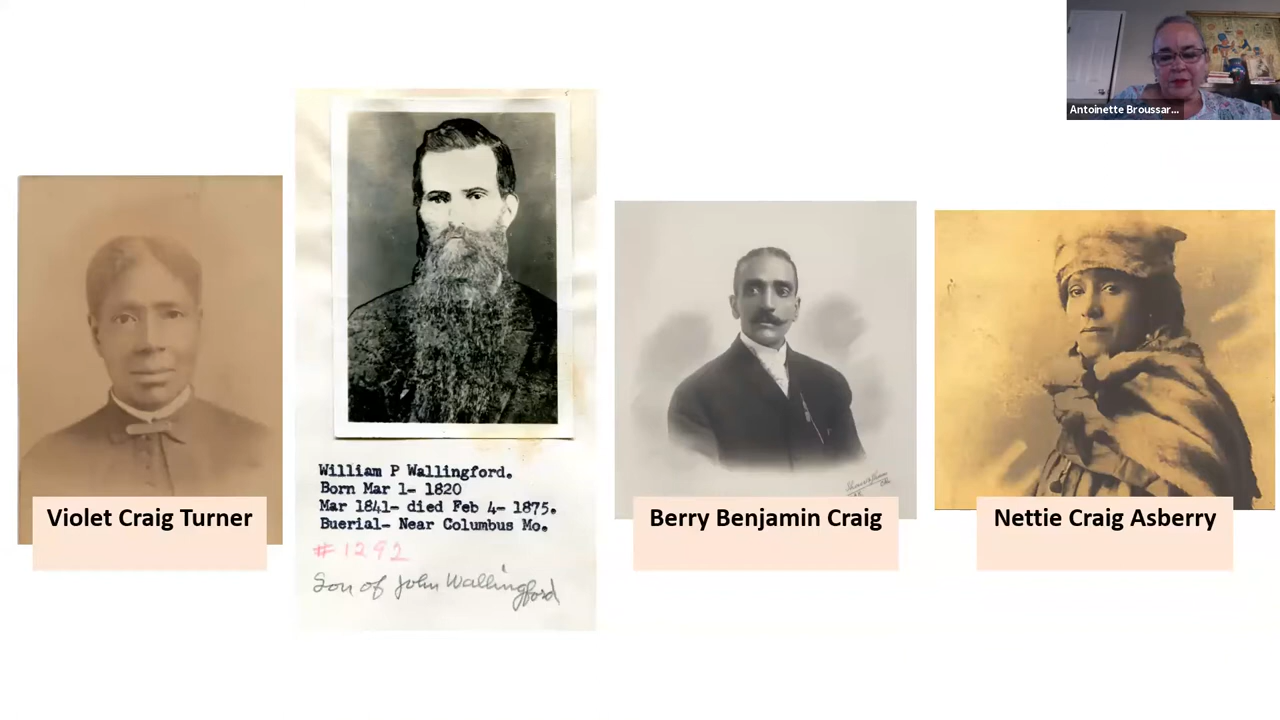 Antoinette Broussar...
William P Wallingford.
Born Mar 1- 1820
Mar 1841- died Feb 4- 1875.
Buerial- Near Columbus Mo.
#1292
Son of John Wallingford
Violet Craig Turner
Berry Benjamin Craig
Nettie Craig Asberry